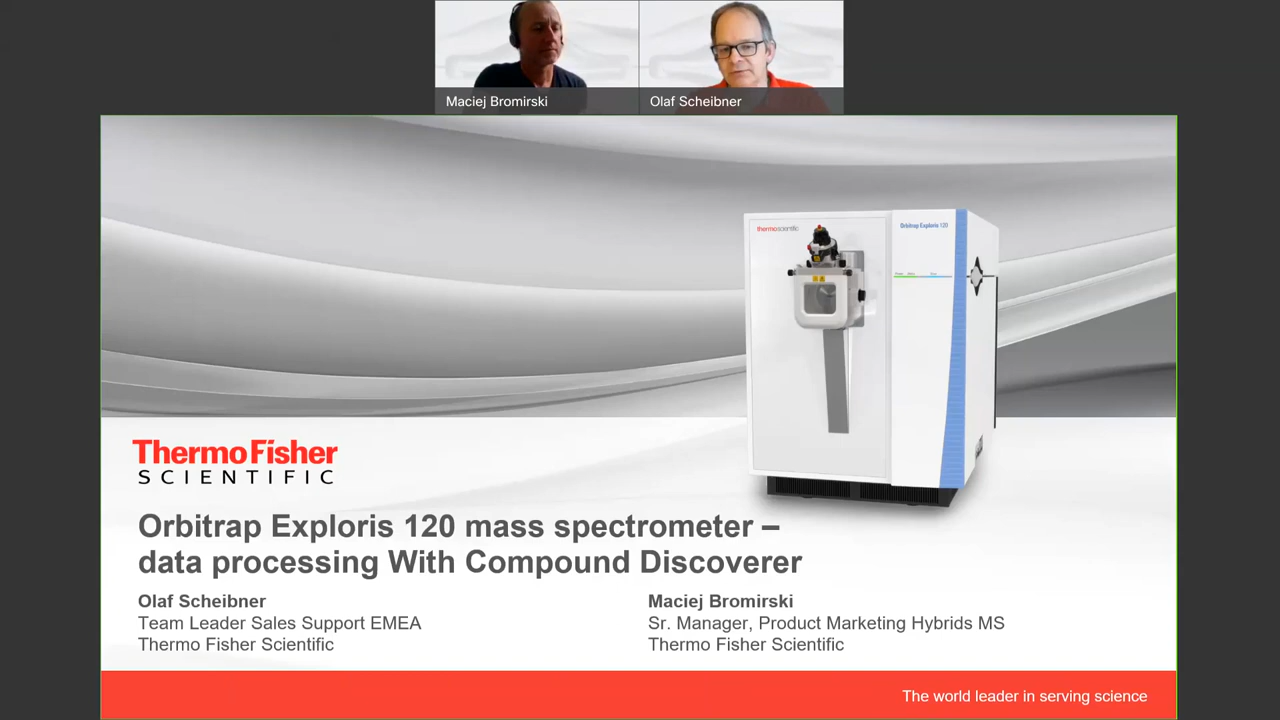 Maciej Bromirski
Olaf Scheibner
thermoscientific
Orbitrap Exploris 120
ThermoFisher
SCIENTIFIC
Orbitrap Exploris 120 mass spectrometer –
data processing With Compound Discoverer
Olaf Scheibner
Team Leader Sales Support EMEA
Thermo Fisher Scientific
Maciej Bromirski
Sr. Manager, Product Marketing Hybrids MS
Thermo Fisher Scientific
The world leader in serving science